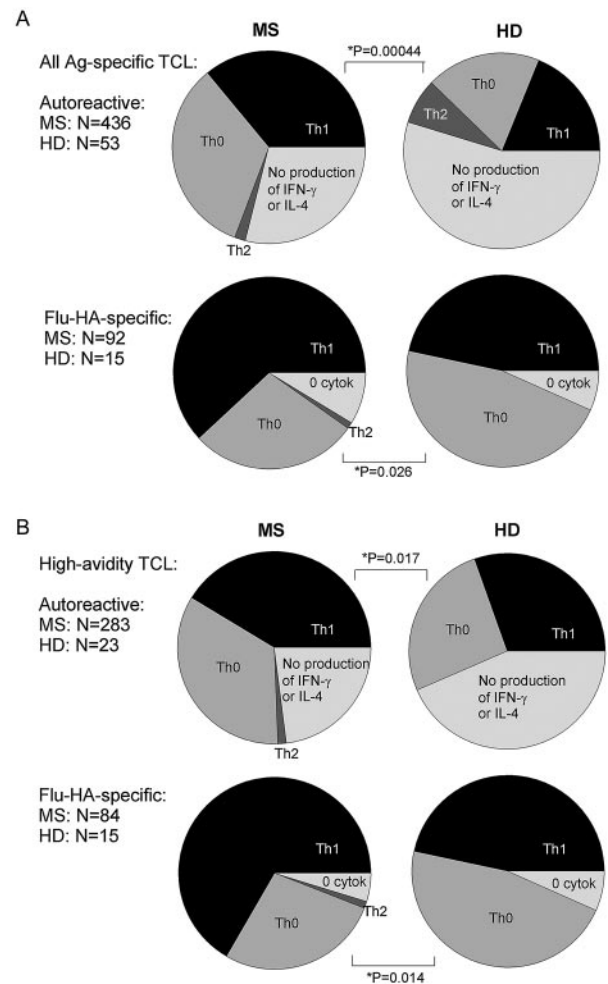 A
MS
HD
All Ag-specific TCL:
*P=0.00044
Autoreactive:
MS: N=436
HD: N=53
Th0
Th1
No production
of IFN-γ
or IL-4
Th2
Th0
Th2
Th1
No production
of IFN-γ
or IL-4
Flu-HA-specific:
MS: N=92
HD: N=15
Th1
0 cytok
Th0
Th2
Th1
0 cytok
Th0
*P=0.026
B
MS
HD
High-avidity TCL:
*P=0.017
Autoreactive:
MS: N=283
HD: N=23
Th1
Th0
No production
of IFN-γ
or IL-4
Th2
Th0
Th1
No production
of IFN-γ
or IL-4
Flu-HA-specific:
MS: N=84
HD: N=15
Th1
0 cytok
Th0
Th2
Th1
0 cytok
Th0
*P=0.014